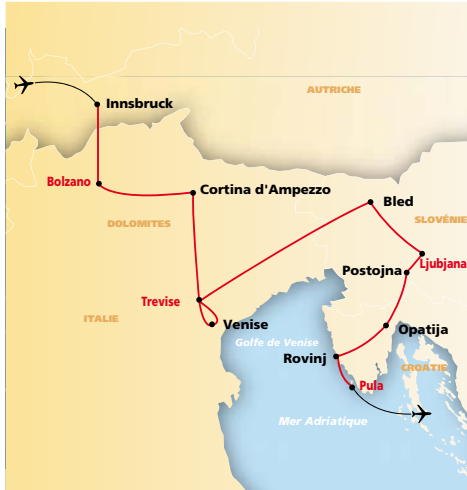 AUTRICHE
Innsbruck
Bolzano
Cortina d'Ampezzo
Bled
DOLOMITES
SLOVÉNIE
Ljubjana
Postojna
Trevise
ITALIE
Venise
Opatija
Golfe de Venise
Rovinj
CROATIE
Pula
Mer Adriatique